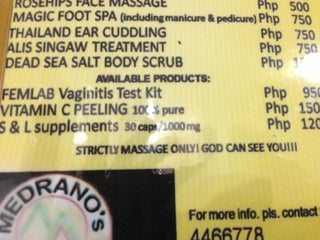 ROSEHIPS FACE MASSAGE Php 500
MAGIC FOOT SPA (including manicure & pedicure) Php 750
THAILAND EAR CUDDLING Php 750
ALIS SINGAW TREATMENT Php 750
DEAD SEA SALT BODY SCRUB Php
AVAILABLE PRODUCTS:
FEMLAB Vaginitis Test Kit Php 950
VITAMIN C PEELING 100% pure Php 150
S & L supplements 30 caps/1000mg Php 120
STRICTLY MASSAGE ONLY! GOD CAN SEE YOU!!!
MEDRANO'S
For more info. pls. contact
4466778